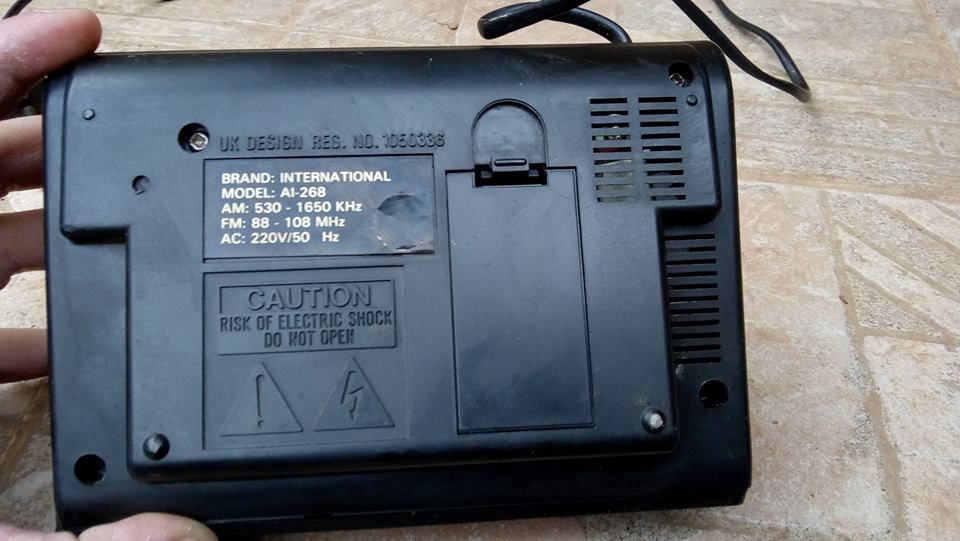 UK DESIGN REG. NO. 1050336
BRAND: INTERNATIONAL
MODEL: AI-268
AM: 530 - 1650 KHz
FM: 88 - 108 MHz
AC: 220V/50 Hz
CAUTION
RISK OF ELECTRIC SHOCK
DO NOT OPEN